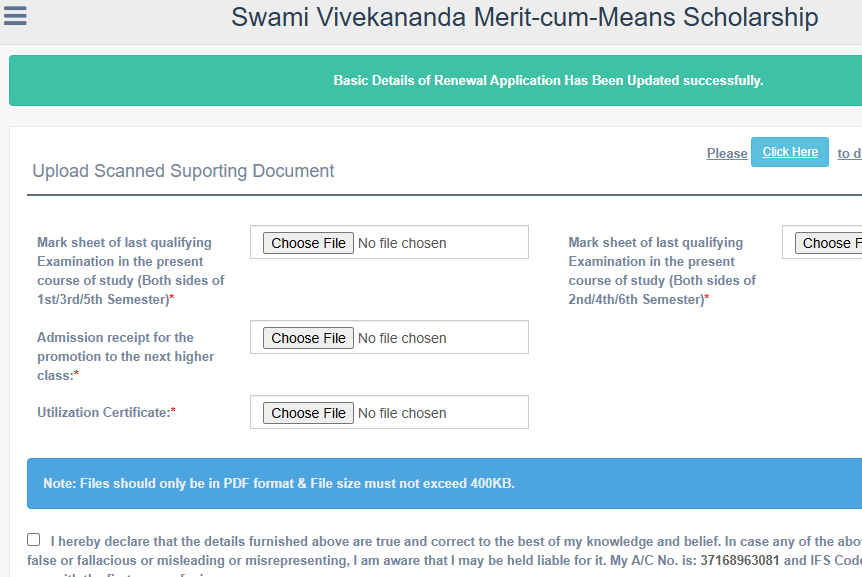 Swami Vivekananda Merit-cum-Means Scholarship
Basic Details of Renewal Application Has Been Updated successfully.
Please Click Here to d
Upload Scanned Suporting Document
Mark sheet of last qualifying
Examination in the present
course of study (Both sides of
1st/3rd/5th Semester)*
Choose File No file chosen
Mark sheet of last qualifying
Examination in the present
course of study (Both sides of
2nd/4th/6th Semester)*
Choose F
Admission receipt for the
promotion to the next higher
class:*
Choose File No file chosen
Utilization Certificate:*
Choose File No file chosen
Note: Files should only be in PDF format & File size must not exceed 400KB.
I hereby declare that the details furnished above are true and correct to the best of my knowledge and belief. In case any of the abov
false or fallacious or misleading or misrepresenting, I am aware that I may be held liable for it. My A/C No. is: 37168963081 and IFS Code